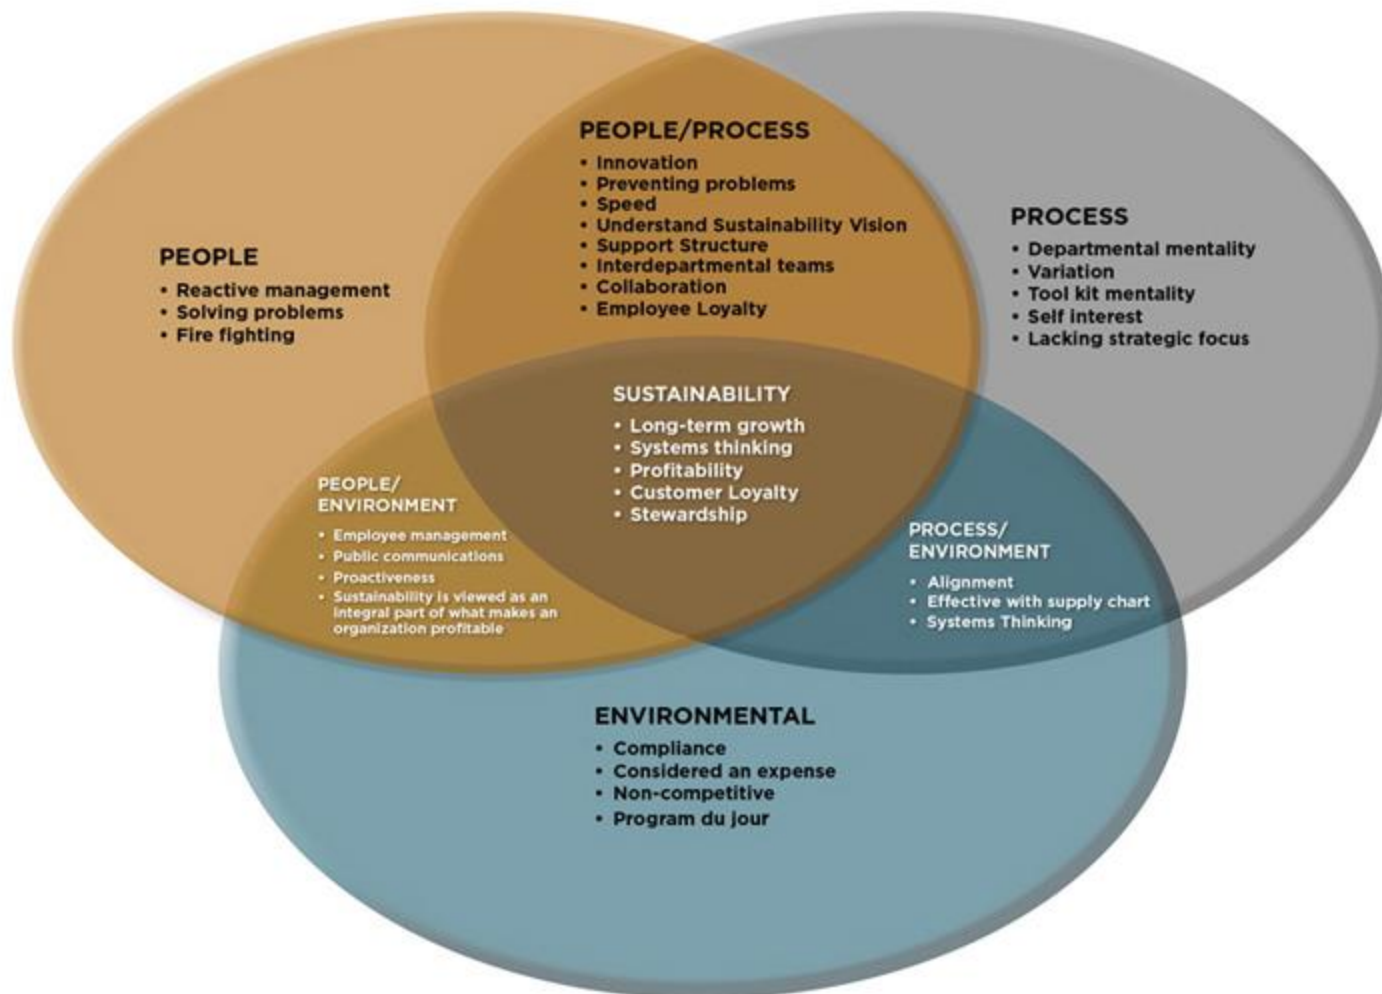 PEOPLE/PROCESS
• Innovation
• Preventing problems
• Speed
• Understand Sustainability Vision
• Support Structure
• Interdepartmental teams
• Collaboration
• Employee Loyalty
PROCESS
• Departmental mentality
• Variation
• Tool kit mentality
• Self interest
• Lacking strategic focus
PEOPLE
• Reactive management
• Solving problems
• Fire fighting
SUSTAINABILITY
• Long-term growth
• Systems thinking
• Profitability
• Customer Loyalty
• Stewardship
PEOPLE/
ENVIRONMENT
• Employee management
• Public communications
• Proactiveness
• Sustainability is viewed as an
integral part of what makes an
organization profitable
PROCESS/
ENVIRONMENT
• Alignment
• Effective with supply chart
• Systems Thinking
ENVIRONMENTAL
• Compliance
• Considered an expense
• Non-competitive
• Program du jour